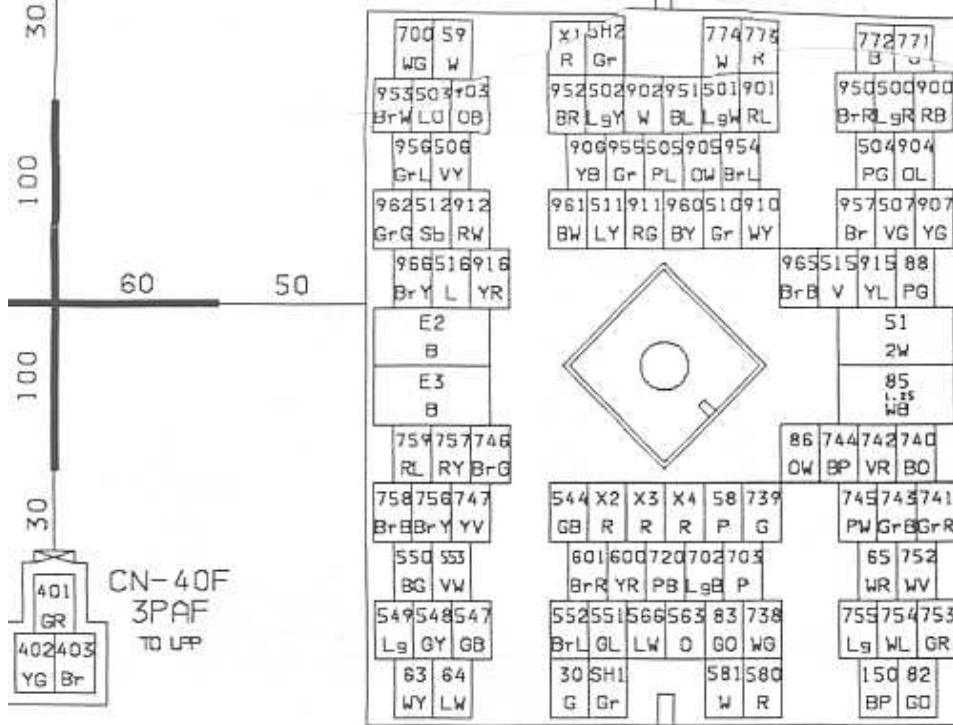 30
100
60 50
100
30
401
GR
402 403
YG Br
CN-40F
3PAF
TO UPP
700 59 X1 SH2 774 773 772 771
WG W R Gr W R B
953 503 903 952 502 902 951 501 901 950 500 900
BrW LO OB BR LgY W BL LgW RL BrR LgR RB
956 506 906 955 505 905 954 504 904
GrL VY YB Gr PL OW BrL PG OL
962 512 912 961 511 911 960 510 910 957 507 907
GrG Sb RW BW LY RG BY Gr WY Br VG YG
966 516 916 965 515 915 88
BrY L YR BrB V YL PG
E2 S1
B 2W
E3 85
B 1.25
WB
759 757 746 86 744 742 740
RL RY BrG OW BP VR BO
758 756 747 544 X2 X3 X4 58 739 745 743 741
BrB BrY YV GB R R R P G PW GrB GrR
550 553 601 600 720 702 703 65 752
BG VW BrR YR PB LgB P WR WV
549 548 547 552 551 566 563 83 738 755 754 753
Lg GY GB BrL GL LW O GO WG Lg WL GR
63 64 30 SH1 581 580 150 82
WY LW G Gr W R BP GO